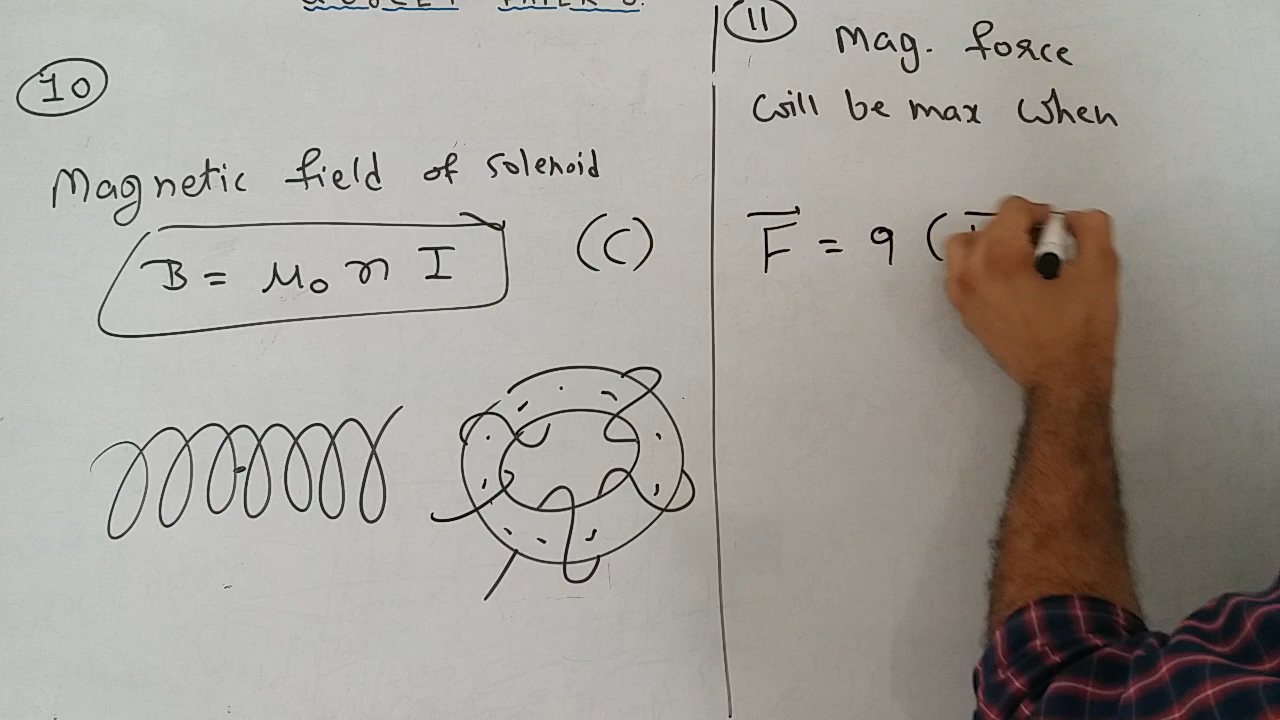 10
Magnetic field of solenoid
B = μ₀ n I (C)
11
Mag. force
will be max when
F = q (